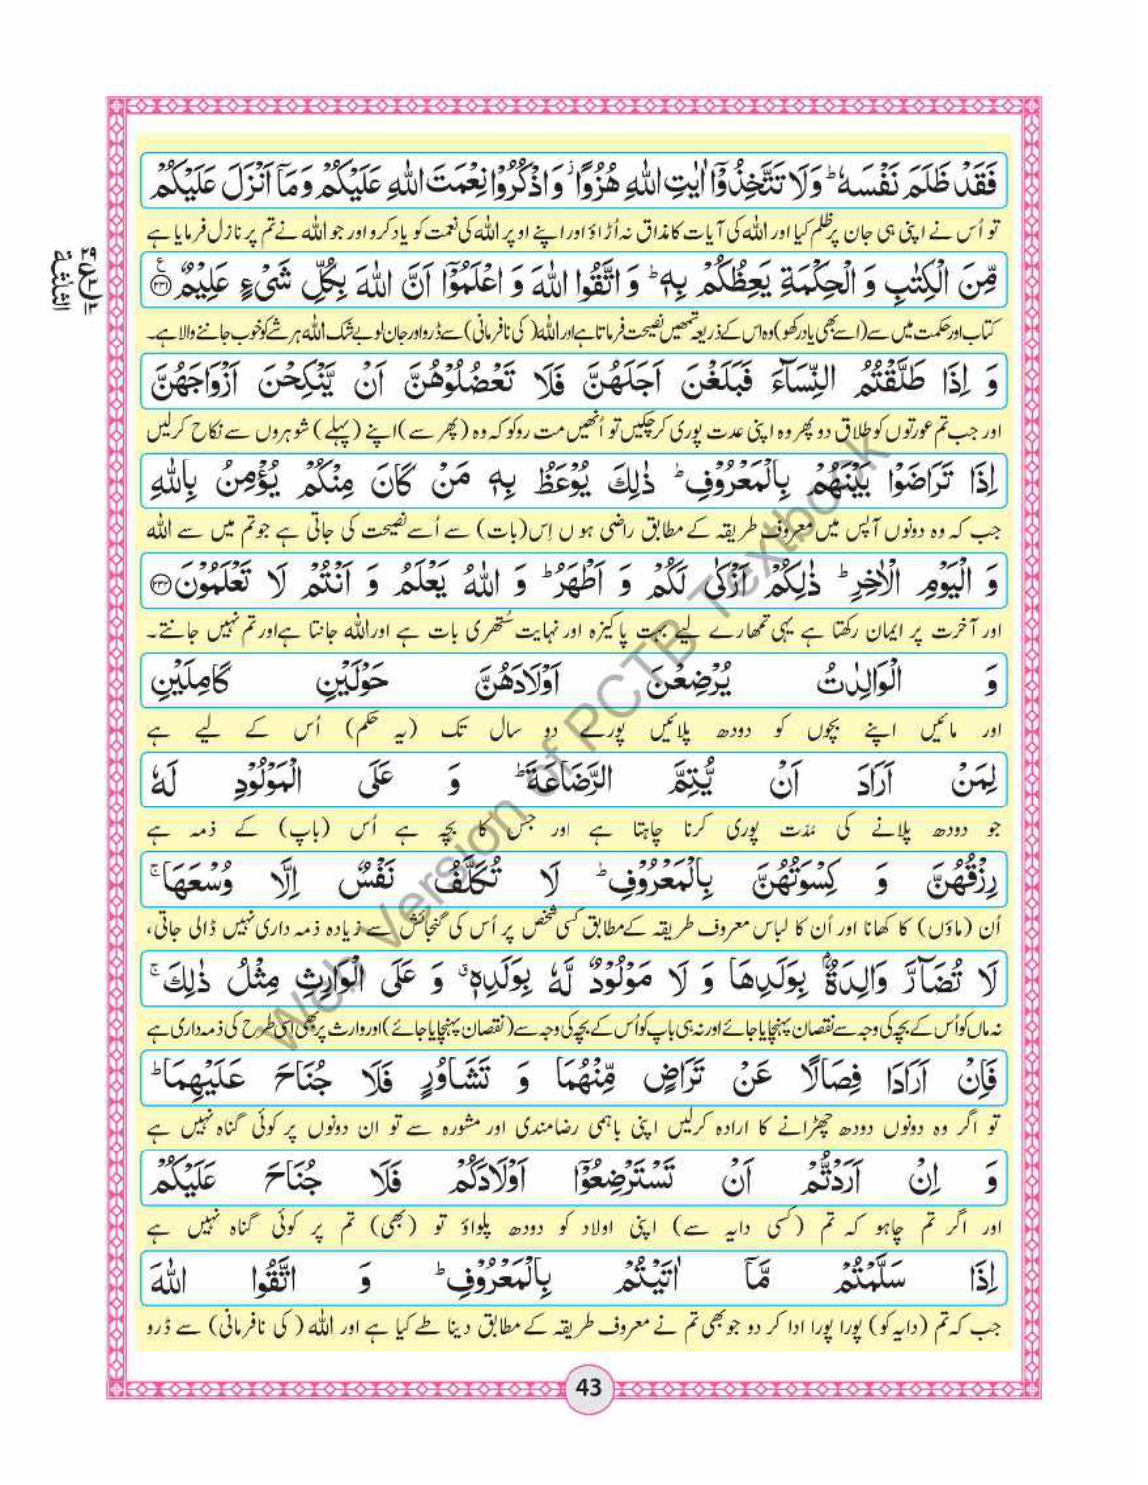 فَقَدْ ظَلَمَ نَفْسَهٗ ؕ وَلَا تَتَّخِذُوْۤا اٰیٰتِ اللّٰهِ هُزُوًا ؗ وَ اذْكُرُوْا نِعْمَتَ اللّٰهِ عَلَیْكُمْ وَ مَاۤ اَنْزَلَ عَلَیْكُمْ
تو اُس نے اپنی ہی جان پر ظلم کیا اور اللہ کی آیات کا مذاق نہ اُڑاؤ اور اپنے اوپر اللہ کی نعمت کو یاد کرو اور جو اللہ نے تم پر نازل فرمایا ہے
مِّنَ الْكِتٰبِ وَ الْحِكْمَةِ یَعِظُكُمْ بِهٖ ؕ وَ اتَّقُوا اللّٰهَ وَ اعْلَمُوْۤا اَنَّ اللّٰهَ بِكُلِّ شَیْءٍ عَلِیْمٌ ﴿۲۳۱﴾
کتاب اور حکمت میں سے (اسے بھی یاد رکھو) وہ اس کے ذریعہ تمھیں نصیحت فرماتا ہے اور اللہ (کی نافرمانی) سے ڈرو اور جان لو بے شک اللہ ہر شے کو خوب جاننے والا ہے۔
وَ اِذَا طَلَّقْتُمُ النِّسَآءَ فَبَلَغْنَ اَجَلَهُنَّ فَلَا تَعْضُلُوْهُنَّ اَنْ یَّنْكِحْنَ اَزْوَاجَهُنَّ
اور جب تم عورتوں کو طلاق دو پھر وہ اپنی عدت پوری کر چکیں تو اُنھیں مت روکو کہ وہ (پھر سے) اپنے (پہلے) شوہروں سے نکاح کرلیں
اِذَا تَرَاضَوْا بَیْنَهُمْ بِالْمَعْرُوْفِ ؕ ذٰلِكَ یُوْعَظُ بِهٖ مَنْ كَانَ مِنْكُمْ یُؤْمِنُ بِاللّٰهِ
جب کہ وہ دونوں آپس میں معروف طریقہ کے مطابق راضی ہوں اِس (بات) سے اُسے نصیحت کی جاتی ہے جو تم میں سے اللہ
وَ الْیَوْمِ الْاٰخِرِ ؕ ذٰلِكُمْ اَزْكٰى لَكُمْ وَ اَطْهَرُ ؕ وَ اللّٰهُ یَعْلَمُ وَ اَنْتُمْ لَا تَعْلَمُوْنَ ﴿۲۳۲﴾
اور آخرت پر ایمان رکھتا ہے یہی تمھارے لیے بہت پاکیزہ اور نہایت ستھری بات ہے اور اللہ جانتا ہے اور تم نہیں جانتے۔
وَ الْوَالِدٰتُ یُرْضِعْنَ اَوْلَادَهُنَّ حَوْلَیْنِ كَامِلَیْنِ
اور مائیں اپنے بچوں کو دودھ پلائیں پورے دو سال تک (یہ حکم) اُس کے لیے ہے
لِمَنْ اَرَادَ اَنْ یُّتِمَّ الرَّضَاعَةَ ؕ وَ عَلَى الْمَوْلُوْدِ لَهٗ
جو دودھ پلانے کی مُدّت پوری کرنا چاہتا ہے اور جس کا بچہ ہے اُس (باپ) کے ذمہ ہے
رِزْقُهُنَّ وَ كِسْوَتُهُنَّ بِالْمَعْرُوْفِ ؕ لَا تُكَلَّفُ نَفْسٌ اِلَّا وُسْعَهَا ۚ
اُن (ماؤں) کا کھانا اور اُن کا لباس معروف طریقہ کے مطابق کسی شخص پر اُس کی گنجائش سے زیادہ ذمہ داری نہیں ڈالی جاتی،
لَا تُضَآرَّ وَالِدَةٌۢ بِوَلَدِهَا وَ لَا مَوْلُوْدٌ لَّهٗ بِوَلَدِهٖ ۗ وَ عَلَى الْوَارِثِ مِثْلُ ذٰلِكَ ۚ
نہ ماں کو اُس کے بچہ کی وجہ سے نقصان پہنچایا جائے اور نہ ہی باپ کو اُس کے بچہ کی وجہ سے (نقصان پہنچایا جائے) اور وارث پر بھی اِسی طرح کی ذمہ داری ہے
فَاِنْ اَرَادَا فِصَالًا عَنْ تَرَاضٍ مِّنْهُمَا وَ تَشَاوُرٍ فَلَا جُنَاحَ عَلَیْهِمَا ؕ
تو اگر وہ دونوں دودھ چھڑانے کا ارادہ کرلیں اپنی باہمی رضامندی اور مشورہ سے تو ان دونوں پر کوئی گناہ نہیں ہے
وَ اِنْ اَرَدْتُّمْ اَنْ تَسْتَرْضِعُوْۤا اَوْلَادَكُمْ فَلَا جُنَاحَ عَلَیْكُمْ
اور اگر تم چاہو کہ تم (کسی دایہ سے) اپنی اولاد کو دودھ پلواؤ تو (بھی) تم پر کوئی گناہ نہیں ہے
اِذَا سَلَّمْتُمْ مَّاۤ اٰتَیْتُمْ بِالْمَعْرُوْفِ ؕ وَ اتَّقُوا اللّٰهَ
جب کہ تم (دایہ کو) پورا پورا ادا کر دو جو بھی تم نے معروف طریقہ کے مطابق دینا طے کیا ہے اور اللہ (کی نافرمانی) سے ڈرو
43
Web Version of PCTB Textbook